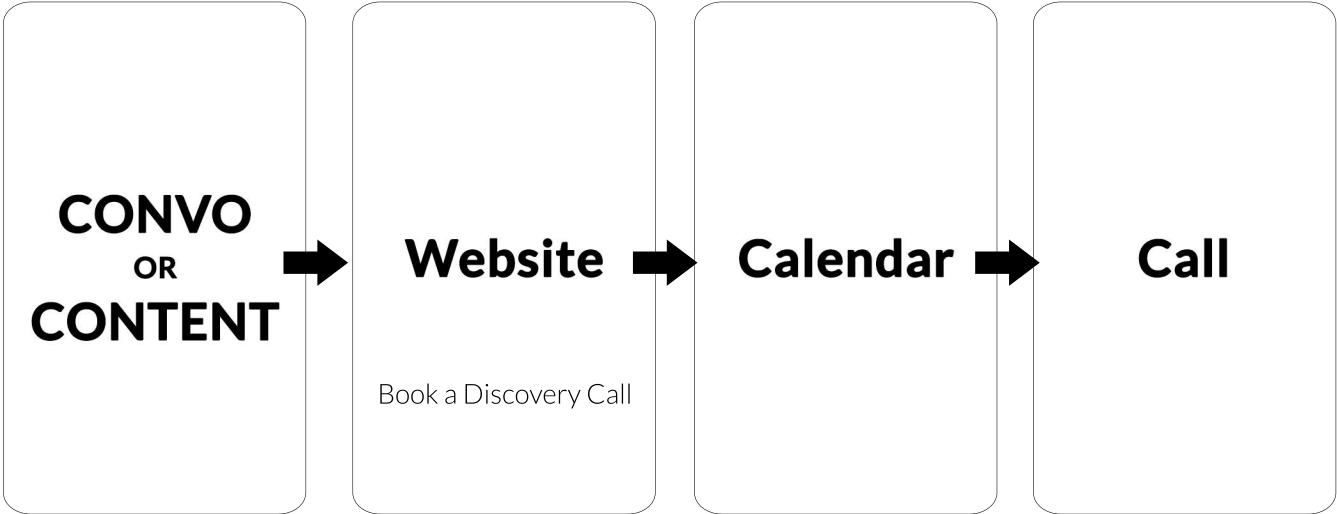 CONVO
OR
CONTENT
Website
Book a Discovery Call
Calendar
Call